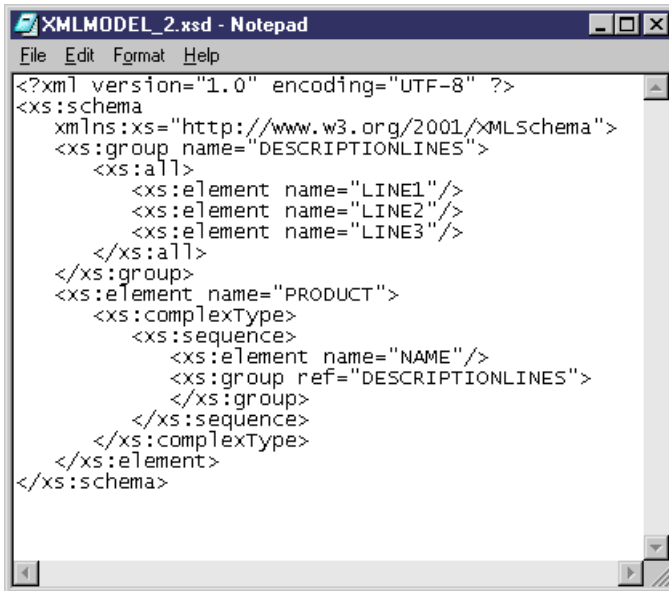 XMLMODEL_2.xsd - Notepad
File Edit Format Help
<?xml version="1.0" encoding="UTF-8" ?>
<xs:schema
   xmlns:xs="http://www.w3.org/2001/XMLSchema">
   <xs:group name="DESCRIPTIONLINES">
      <xs:all>
         <xs:element name="LINE1"/>
         <xs:element name="LINE2"/>
         <xs:element name="LINE3"/>
      </xs:all>
   </xs:group>
   <xs:element name="PRODUCT">
      <xs:complexType>
         <xs:sequence>
            <xs:element name="NAME"/>
            <xs:group ref="DESCRIPTIONLINES">
            </xs:group>
         </xs:sequence>
      </xs:complexType>
   </xs:element>
</xs:schema>